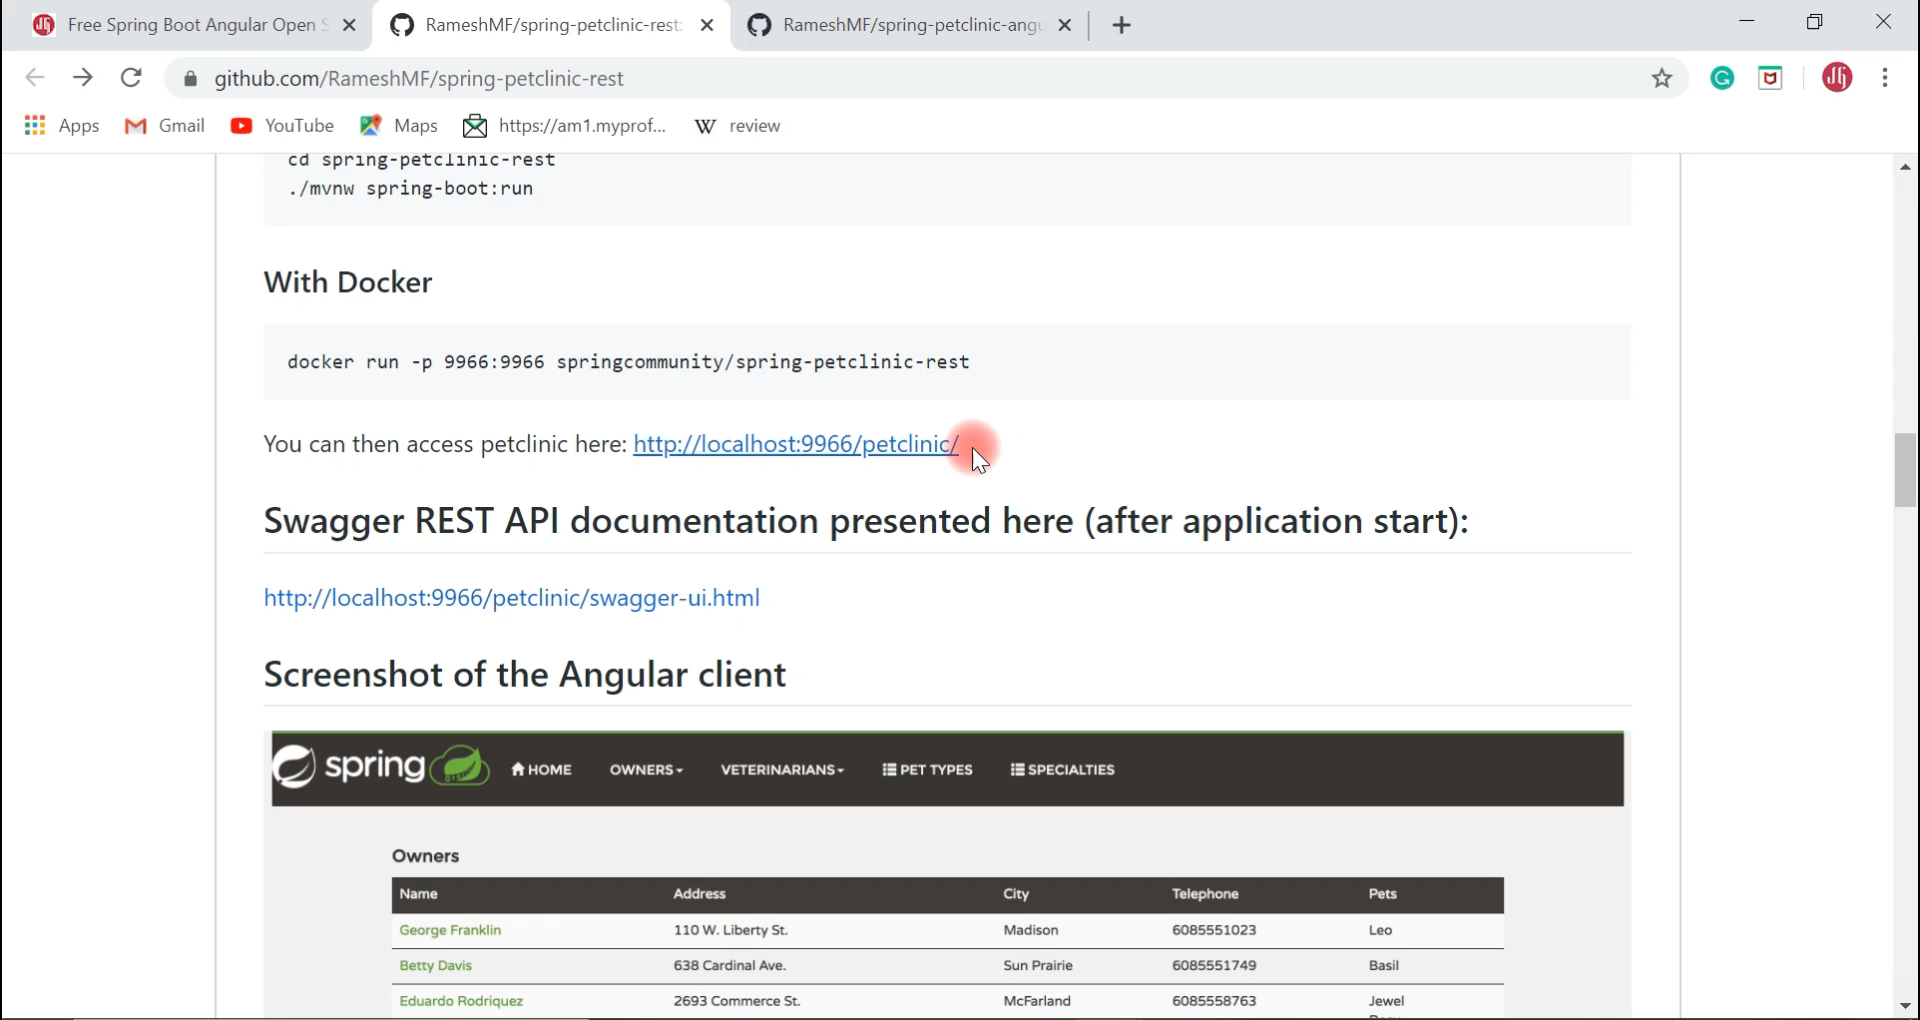 Free Spring Boot Angular Open S
RameshMF/spring-petclinic-rest:
RameshMF/spring-petclinic-angu
github.com/RameshMF/spring-petclinic-rest
Apps
Gmail
YouTube
Maps
https://am1.myprof...
W review
cd spring-petclinic-rest
./mvnw spring-boot:run
With Docker
docker run -p 9966:9966 springcommunity/spring-petclinic-rest
You can then access petclinic here: http://localhost:9966/petclinic/
Swagger REST API documentation presented here (after application start):
http://localhost:9966/petclinic/swagger-ui.html
Screenshot of the Angular client
spring HOME OWNERS VETERINARIANS PET TYPES SPECIALTIES
Owners
Name Address City Telephone Pets
George Franklin 110 W. Liberty St. Madison 6085551023 Leo
Betty Davis 638 Cardinal Ave. Sun Prairie 6085551749 Basil
Eduardo Rodriquez 2693 Commerce St. McFarland 6085558763 Jewel